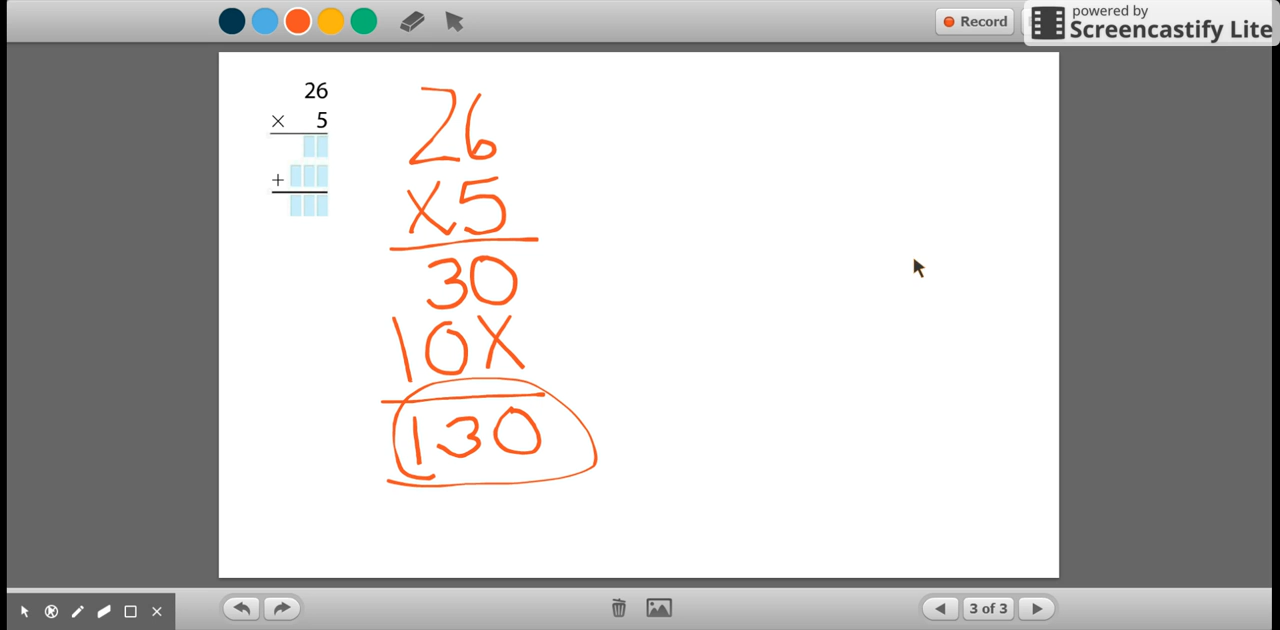 Record
powered by
Screencastify Lite
26
× 5
+
26
X5
30
10X
130
3 of 3